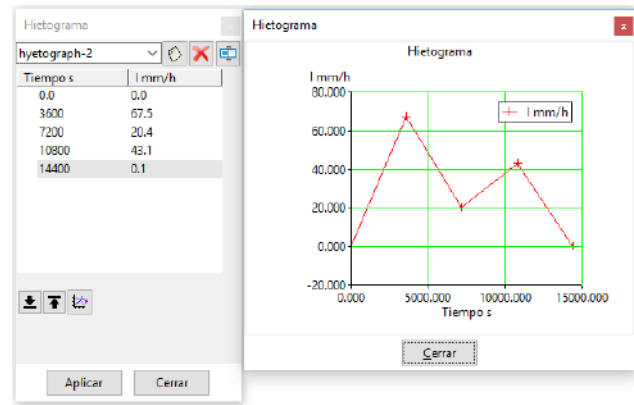 Hietograma
hyetograph-2
Tiempo s I mm/h
0.0 0.0
3600 67.5
7200 20.4
10800 43.1
14400 0.1
Aplicar Cerrar
Hietograma
Hietograma
I mm/h
80.000
60.000
40.000
20.000
0.000
-20.000
I mm/h
0.000 5000.000 10000.000 15000.000
Tiempo s
Cerrar